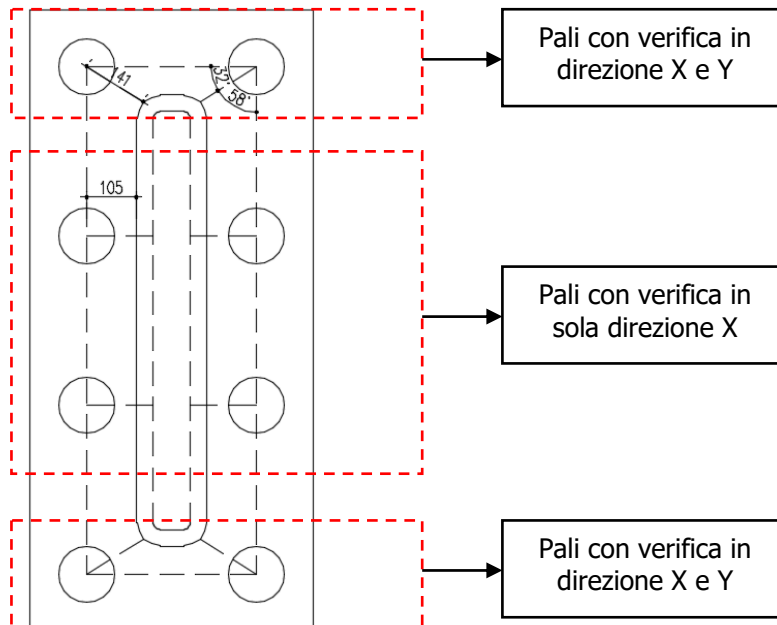 Pali con verifica in
direzione X e Y
141
32° 58'
105
Pali con verifica in
sola direzione X
Pali con verifica in
direzione X e Y